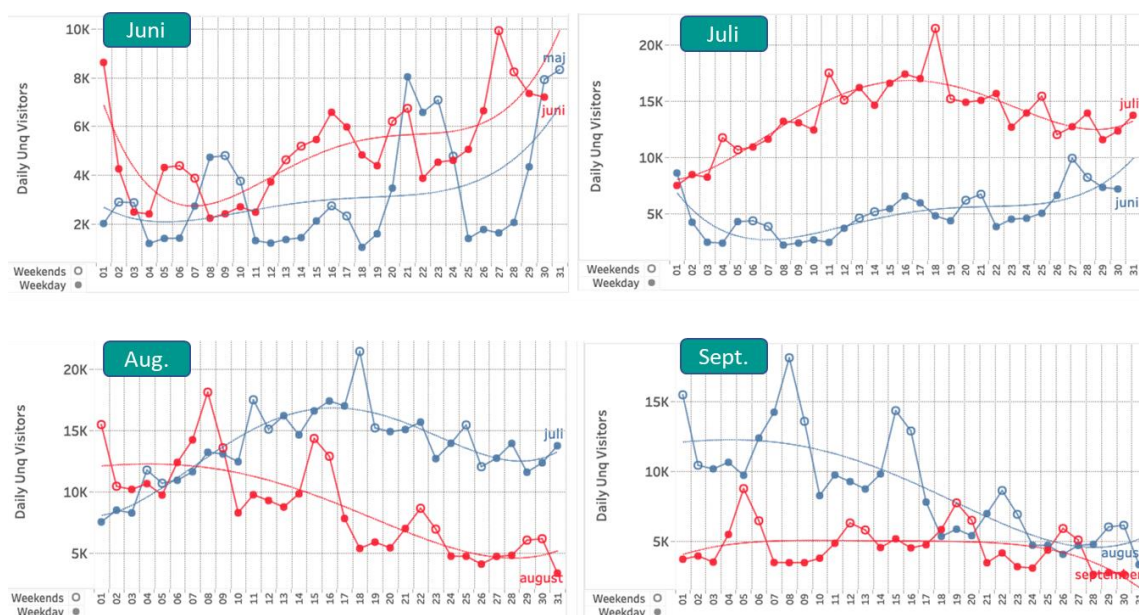 Juni
10K
8K
6K
4K
2K
Daily Unq Visitors
maj
juni
01 02 03 04 05 06 07 08 09 10 11 12 13 14 15 16 17 18 19 20 21 22 23 24 25 26 27 28 29 30 31
Weekends
Weekday
Juli
20K
15K
10K
5K
Daily Unq Visitors
juli
juni
01 02 03 04 05 06 07 08 09 10 11 12 13 14 15 16 17 18 19 20 21 22 23 24 25 26 27 28 29 30 31
Weekends
Weekday
Aug.
20K
15K
10K
5K
Daily Unq Visitors
juli
august
01 02 03 04 05 06 07 08 09 10 11 12 13 14 15 16 17 18 19 20 21 22 23 24 25 26 27 28 29 30 31
Weekends
Weekday
Sept.
15K
10K
5K
Daily Unq Visitors
august
september
01 02 03 04 05 06 07 08 09 10 11 12 13 14 15 16 17 18 19 20 21 22 23 24 25 26 27 28 29 30 31
Weekends
Weekday